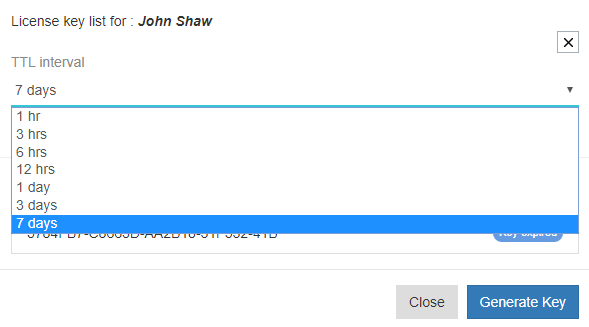 License key list for : John Shaw
TTL interval
7 days
1 hr
3 hrs
6 hrs
12 hrs
1 day
3 days
7 days
Key expired
Close
Generate Key